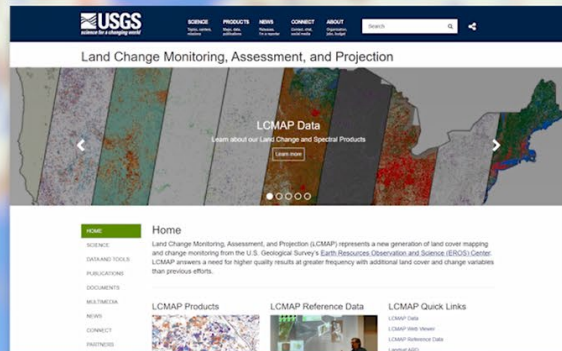 USGS
science for a changing world
SCIENCE
Topics, centers, missions
PRODUCTS
Maps, data, publications
NEWS
Releases,
I'm a reporter
CONNECT
Contact, chat, social media
ABOUT
Organization, jobs, budget
Search
Land Change Monitoring, Assessment, and Projection
LCMAP Data
Learn about our Land Change and Spectral Products
Learn more
HOME
SCIENCE
DATA AND TOOLS
PUBLICATIONS
DOCUMENTS
MULTIMEDIA
NEWS
CONNECT
PARTNERS
Home
Land Change Monitoring, Assessment, and Projection (LCMAP) represents a new generation of land cover mapping
and change monitoring from the U.S. Geological Survey's Earth Resources Observation and Science (EROS) Center.
LCMAP answers a need for higher quality results at greater frequency with additional land cover and change variables
than previous efforts.
LCMAP Products
LCMAP Reference Data
LCMAP Quick Links
LCMAP Data
LCMAP Web Viewer
LCMAP Reference Data
Landsat ARD